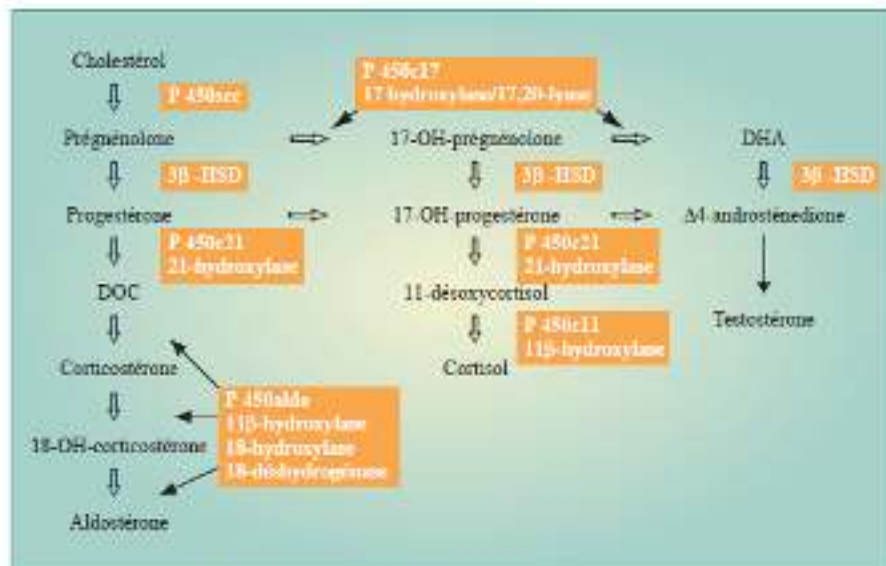 Cholestérol
P 450scc
P 450c17
17-hydroxylase/17,20-lyase
Prégnénolone
17-OH-prégnénolone
DHA
3β -HSD
3β -HSD
3β -HSD
Progestérone
17-OH-progestérone
Δ4-androsténedione
P 450c21
21-hydroxylase
P 450c21
21-hydroxylase
DOC
11-désoxycortisol
Testostérone
P 450c11
11β-hydroxylase
Corticostérone
Cortisol
P 450aldo
11β-hydroxylase
18-hydroxylase
18-déshydrogénase
18-OH-corticostérone
Aldostérone